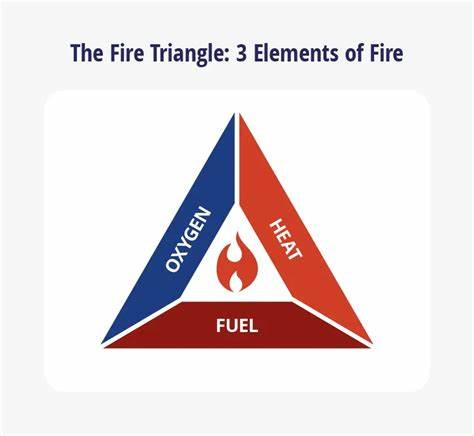 The Fire Triangle: 3 Elements of Fire
OXYGEN
HEAT
FUEL